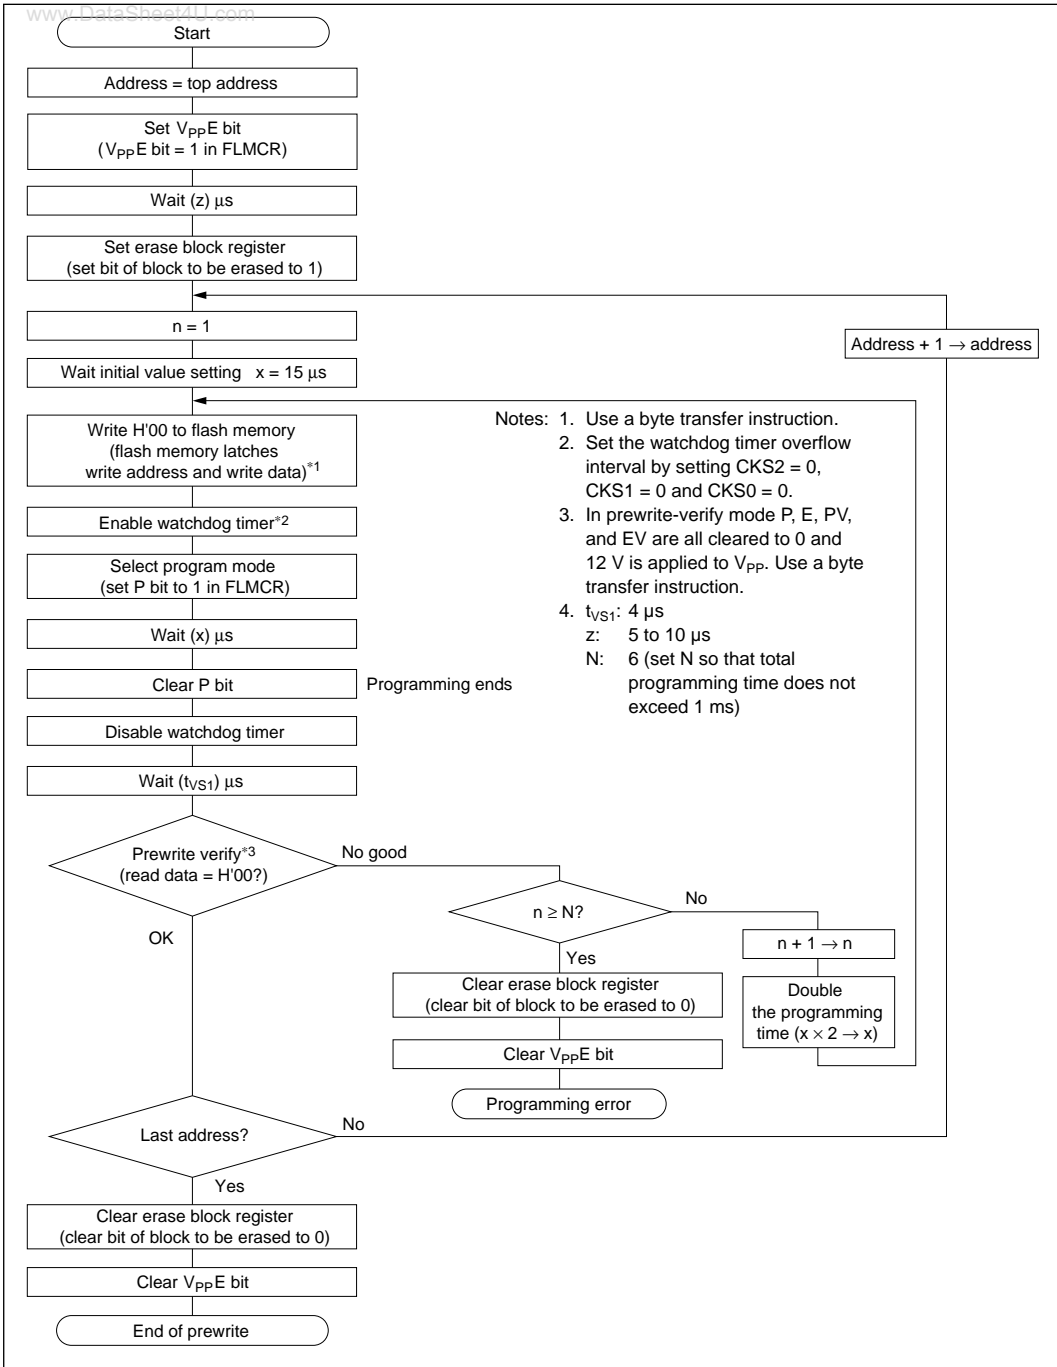 www.DataSheet4U.com
Start
Address = top address
Set VPPE bit
(VPPE bit = 1 in FLMCR)
Wait (z) µs
Set erase block register
(set bit of block to be erased to 1)
n = 1
Wait initial value setting x = 15 µs
Write H'00 to flash memory
(flash memory latches
write address and write data)*1
Enable watchdog timer*2
Select program mode
(set P bit to 1 in FLMCR)
Wait (x) µs
Clear P bit
Programming ends
Disable watchdog timer
Wait (tVS1) µs
Prewrite verify*3
(read data = H'00?)
No good
OK
n ≥ N?
No
Yes
n + 1 → n
Double
the programming
time (x × 2 → x)
Clear erase block register
(clear bit of block to be erased to 0)
Clear VPPE bit
Programming error
Address + 1 → address
Last address?
No
Yes
Clear erase block register
(clear bit of block to be erased to 0)
Clear VPPE bit
End of prewrite
Notes: 1. Use a byte transfer instruction.
2. Set the watchdog timer overflow
interval by setting CKS2 = 0,
CKS1 = 0 and CKS0 = 0.
3. In prewrite-verify mode P, E, PV,
and EV are all cleared to 0 and
12 V is applied to VPP. Use a byte
transfer instruction.
4. tVS1: 4 µs
z: 5 to 10 µs
N: 6 (set N so that total
programming time does not
exceed 1 ms)